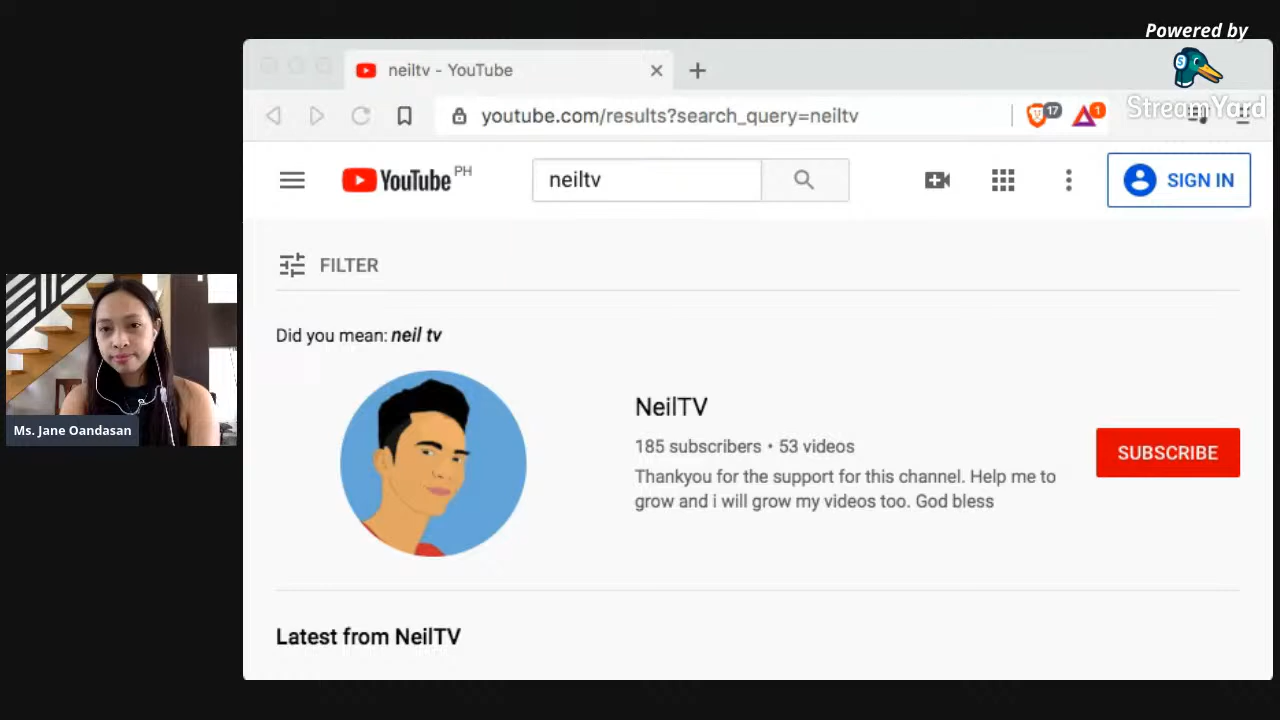 Powered by
StreamYard
neiltv - YouTube
youtube.com/results?search_query=neiltv
17
1
YouTube PH
neiltv
SIGN IN
FILTER
Did you mean: neil tv
NeilTV
185 subscribers • 53 videos
Thankyou for the support for this channel. Help me to
grow and i will grow my videos too. God bless
SUBSCRIBE
Ms. Jane Oandasan
Latest from NeilTV